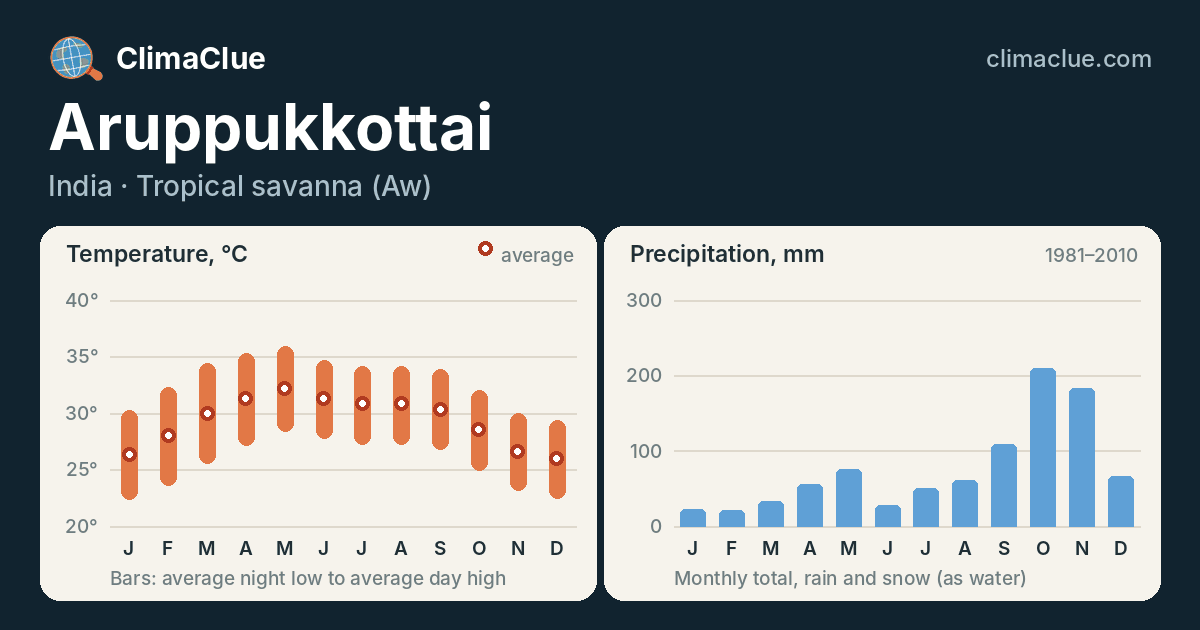 ClimaClue
climaclue.com
Aruppukkottai
India · Tropical savanna (Aw)
Temperature, °C
average
40°
35°
30°
25°
20°
J F M A M J J A S O N D
Bars: average night low to average day high
Precipitation, mm
1981–2010
300
200
100
0
J F M A M J J A S O N D
Monthly total, rain and snow (as water)